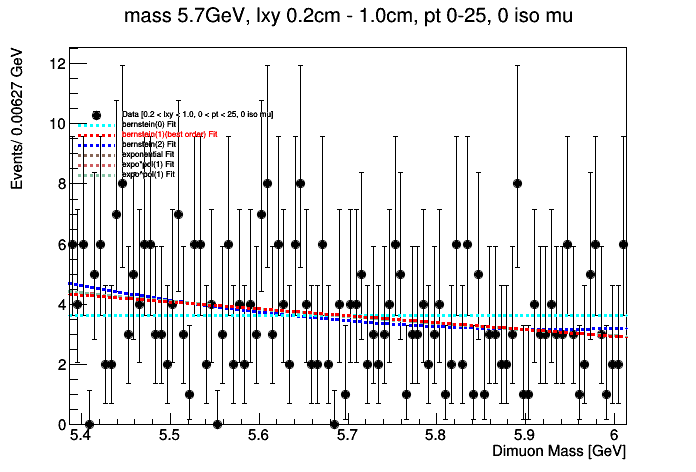 mass 5.7GeV, lxy 0.2cm - 1.0cm, pt 0-25, 0 iso mu
Events/ 0.00627 GeV
12
10
8
6
4
2
0
Data [0.2 < lxy < 1.0, 0 < pt < 25, 0 iso mu]
bernstein(0) Fit
bernstein(1)(best order) Fit
bernstein(2) Fit
exponential Fit
expo*pol(1) Fit
expo*pol(1) Fit
5.4 5.5 5.6 5.7 5.8 5.9 6
Dimuon Mass [GeV]